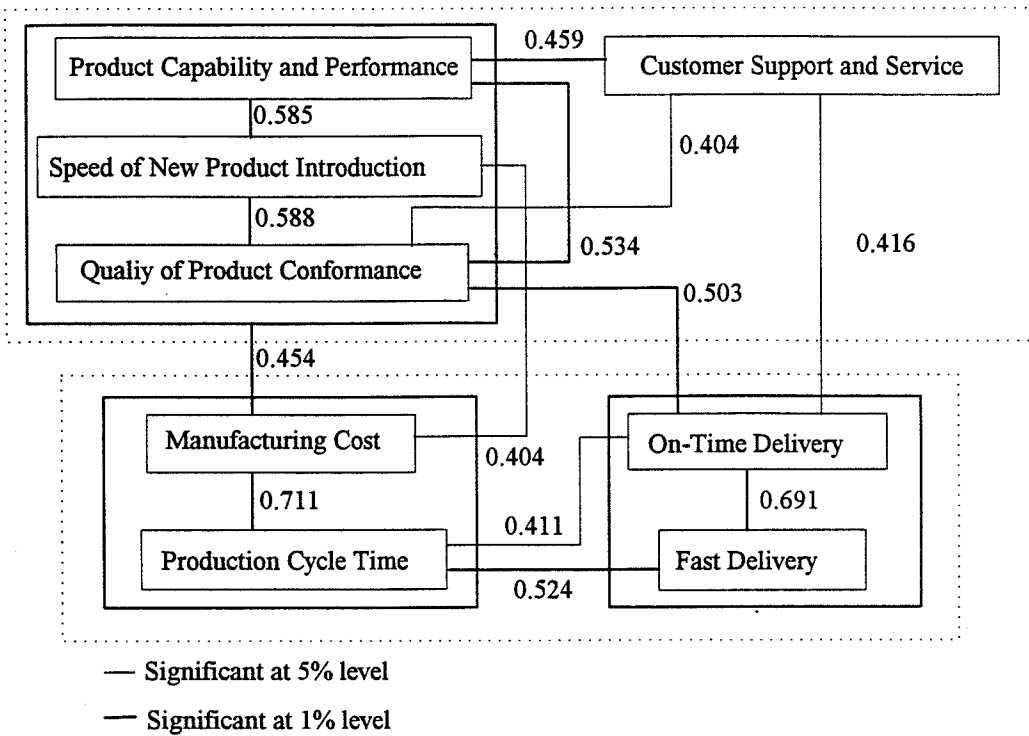 0.459
Product Capability and Performance
Customer Support and Service
0.585
0.404
Speed of New Product Introduction
0.588
0.534
0.416
Qualiy of Product Conformance
0.503
0.454
Manufacturing Cost
On-Time Delivery
0.404
0.711
0.691
0.411
Production Cycle Time
Fast Delivery
0.524
Significant at 5% level
Significant at 1% level